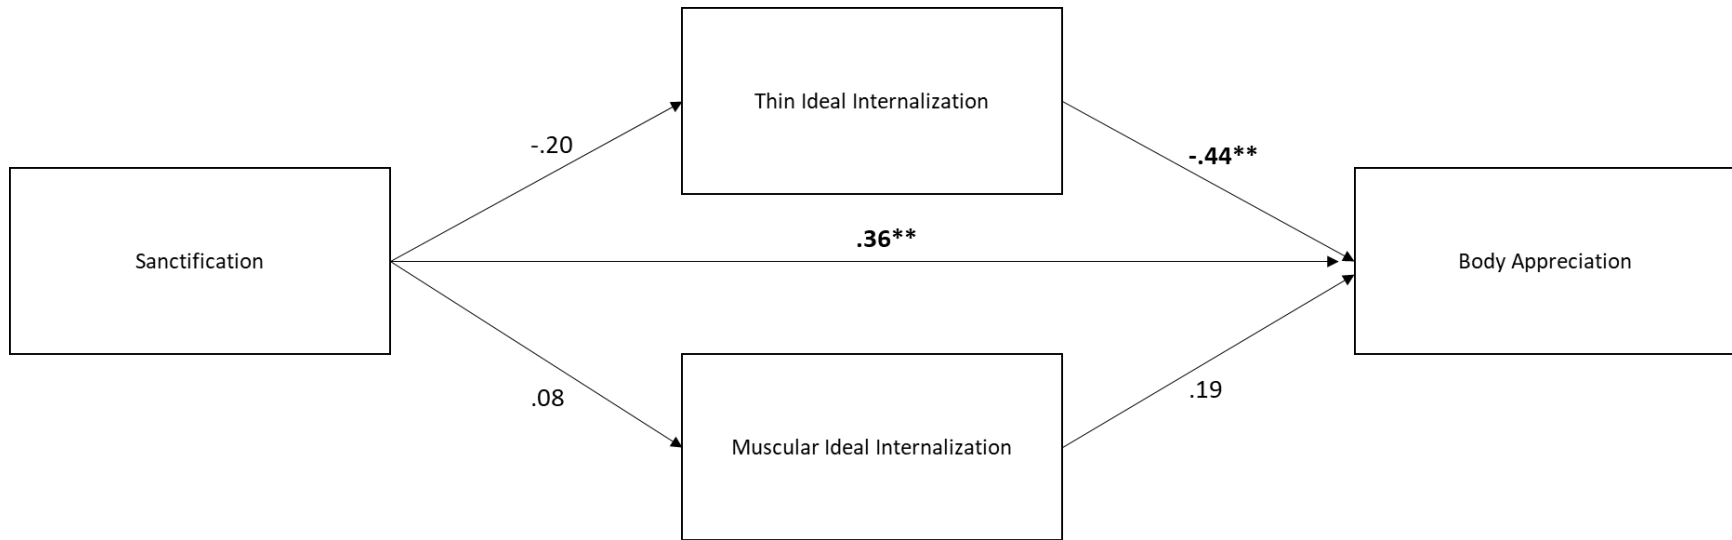 Thin Ideal Internalization
-.20
-.44**
Sanctification
.36**
Body Appreciation
.08
.19
Muscular Ideal Internalization